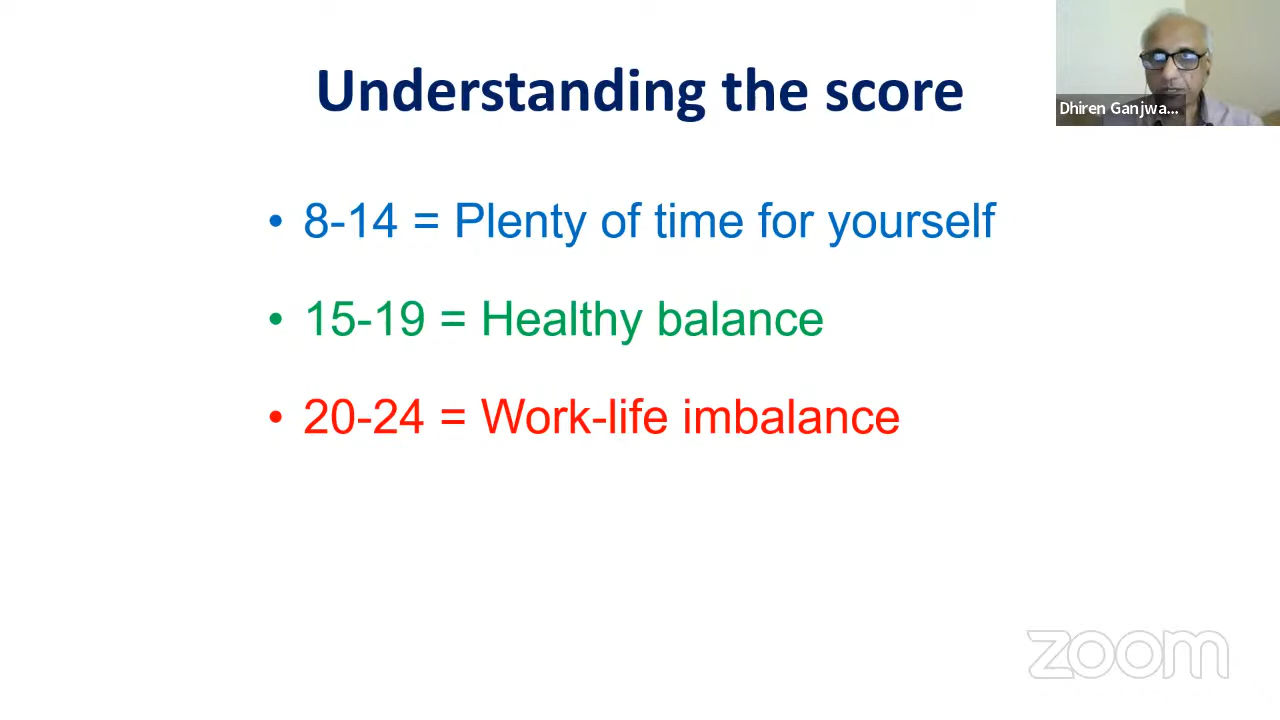 Understanding the score
Dhiren Ganjwa...
• 8-14 = Plenty of time for yourself
• 15-19 = Healthy balance
• 20-24 = Work-life imbalance
zoom